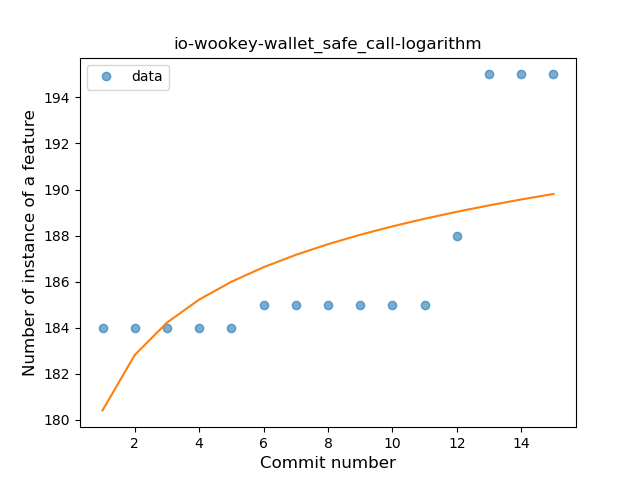 io-wookey-wallet_safe_call-logarithm
data
Number of instance of a feature
194
192
190
188
186
184
182
180
2 4 6 8 10 12 14
Commit number